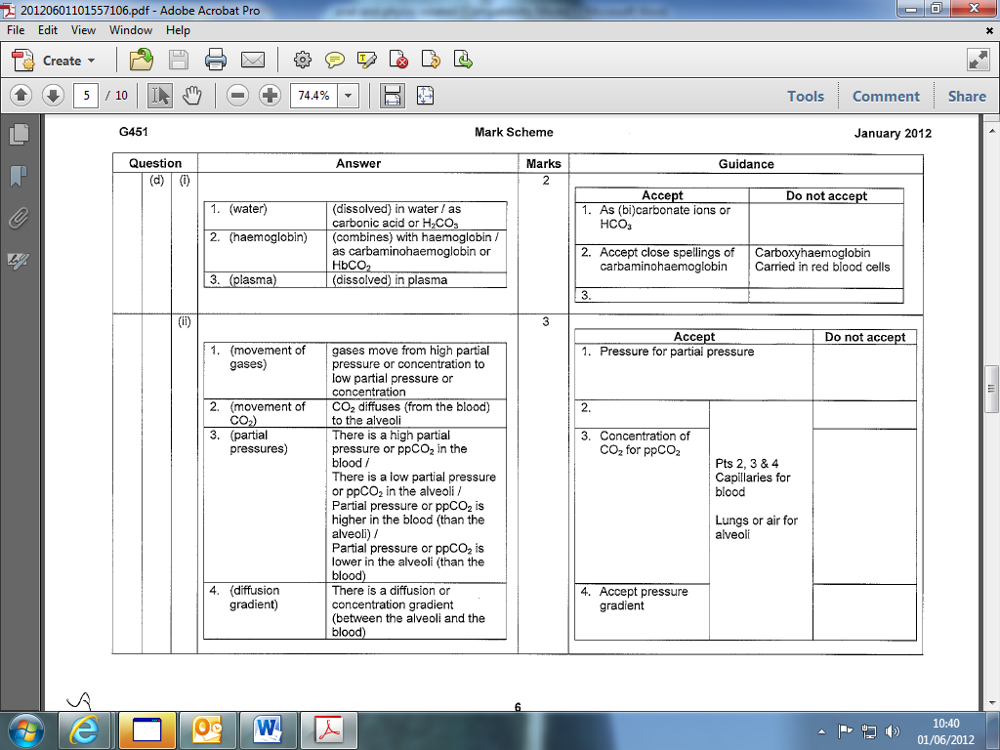 20120601101557106.pdf - Adobe Acrobat Pro
File Edit View Window Help
Create
5 / 10 74.4% Tools Comment Share
G451 Mark Scheme January 2012
Question Answer Marks Guidance
(d) (i) 2
1. (water) (dissolved) in water / as
carbonic acid or H₂CO₃
2. (haemoglobin) (combines) with haemoglobin /
as carbaminohaemoglobin or
HbCO₂
3. (plasma) (dissolved) in plasma
Accept Do not accept
1. As (bi)carbonate ions or
HCO₃
2. Accept close spellings of Carboxyhaemoglobin
carbaminohaemoglobin Carried in red blood cells
3.
(ii) 3
1. (movement of gases move from high partial
gases) pressure or concentration to
low partial pressure or
concentration
2. (movement of CO₂ diffuses (from the blood)
CO₂) to the alveoli
3. (partial There is a high partial
pressures) pressure or ppCO₂ in the
blood /
There is a low partial pressure
or ppCO₂ in the alveoli /
Partial pressure or ppCO₂ is
higher in the blood (than the
alveoli) /
Partial pressure or ppCO₂ is
lower in the alveoli (than the
blood)
4. (diffusion There is a diffusion or
gradient) concentration gradient
(between the alveoli and the
blood)
Accept Do not accept
1. Pressure for partial pressure
2.
3. Concentration of
CO₂ for ppCO₂
Pts 2, 3 & 4
Capillaries for
blood
Lungs or air for
alveoli
4. Accept pressure
gradient
6
10:40
01/06/2012